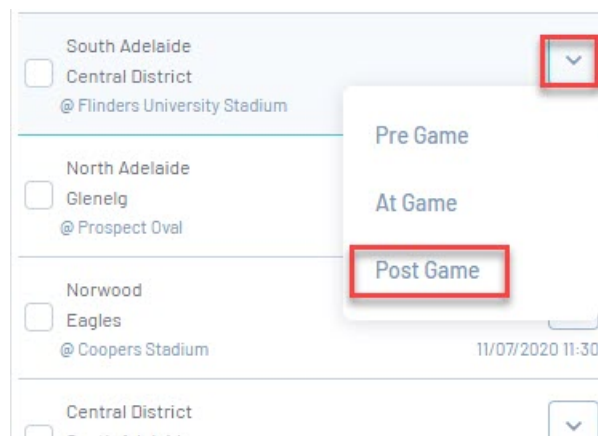 South Adelaide
Central District
@ Flinders University Stadium
Pre Game
North Adelaide
Glenelg
@ Prospect Oval
At Game
Post Game
Norwood
Eagles
@ Coopers Stadium
11/07/2020 11:30
Central District